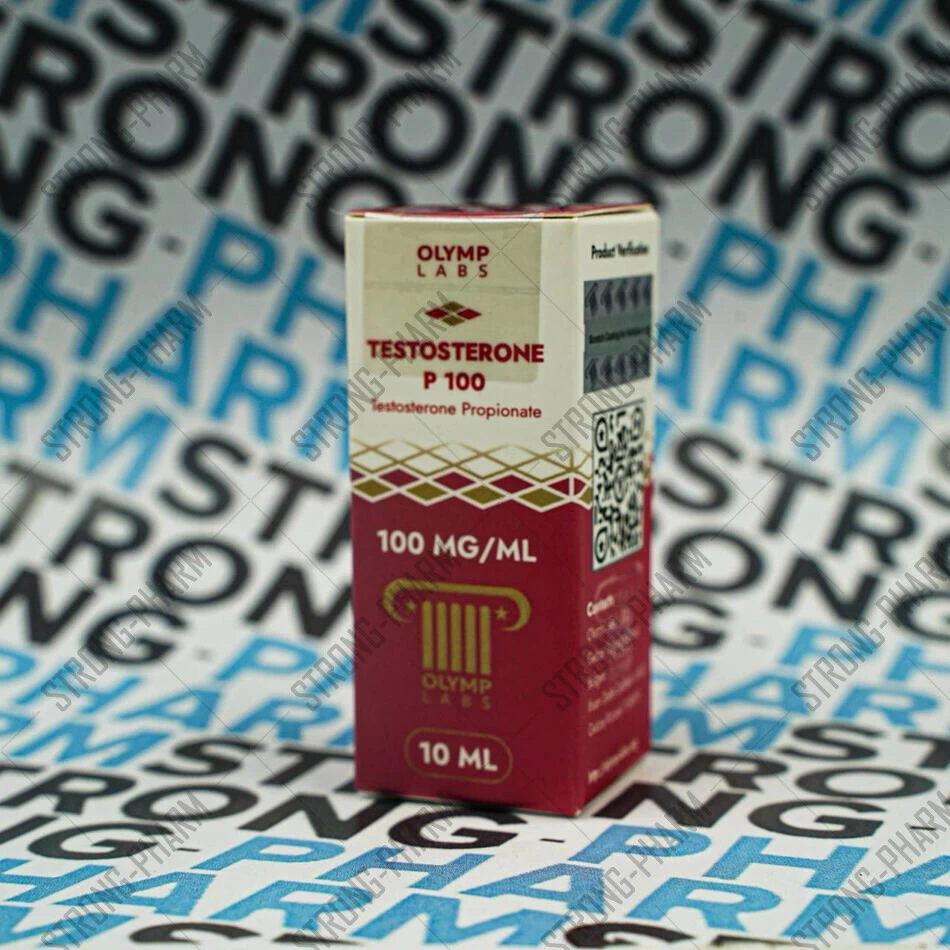 OLYMP
LABS
TESTOSTERONE
P 100
Testosterone Propionate
100 MG/ML
OLYMP
LABS
10 ML
Product Verification
Contact:
STRONG-PHARM